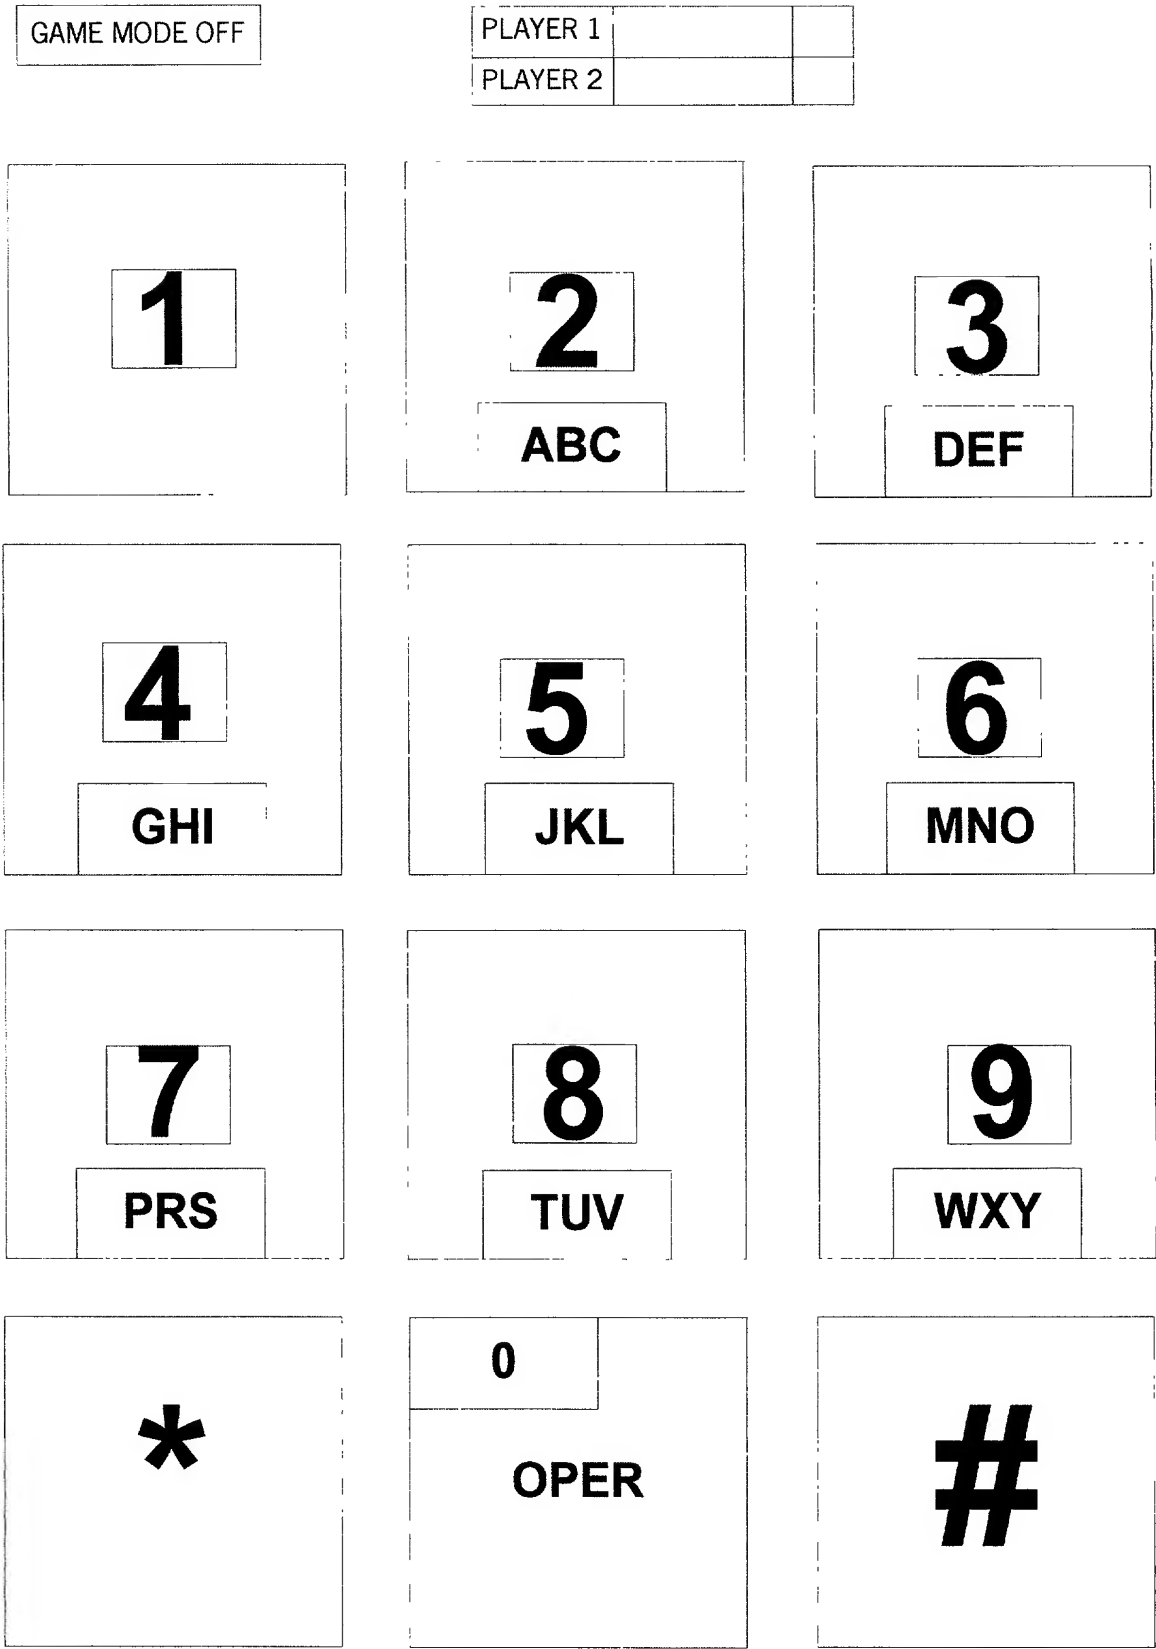 GAME MODE OFF
PLAYER 1
PLAYER 2
1
2
3
ABC
DEF
4
5
6
GHI
JKL
MNO
7
8
9
PRS
TUV
WXY
*
0
OPER
#